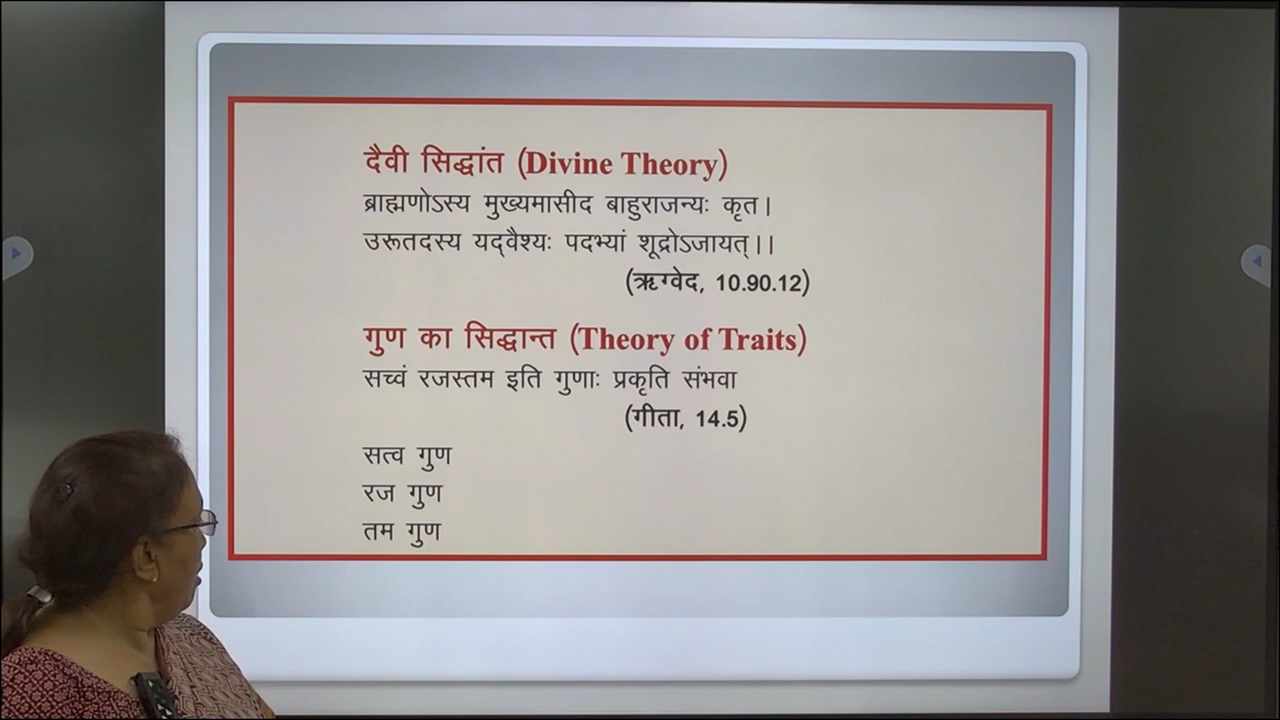 दैवी सिद्धांत (Divine Theory)
ब्राह्मणोऽस्य मुख्यमासीद बाहुराजन्यः कृत।
उरूतदस्य यद्वैश्यः पदभ्यां शूद्रोऽजायत्।।
(ऋग्वेद, 10.90.12)
गुण का सिद्धान्त (Theory of Traits)
सच्वं रजस्तम इति गुणाः प्रकृति संभवा
(गीता, 14.5)
सत्व गुण
रज गुण
तम गुण